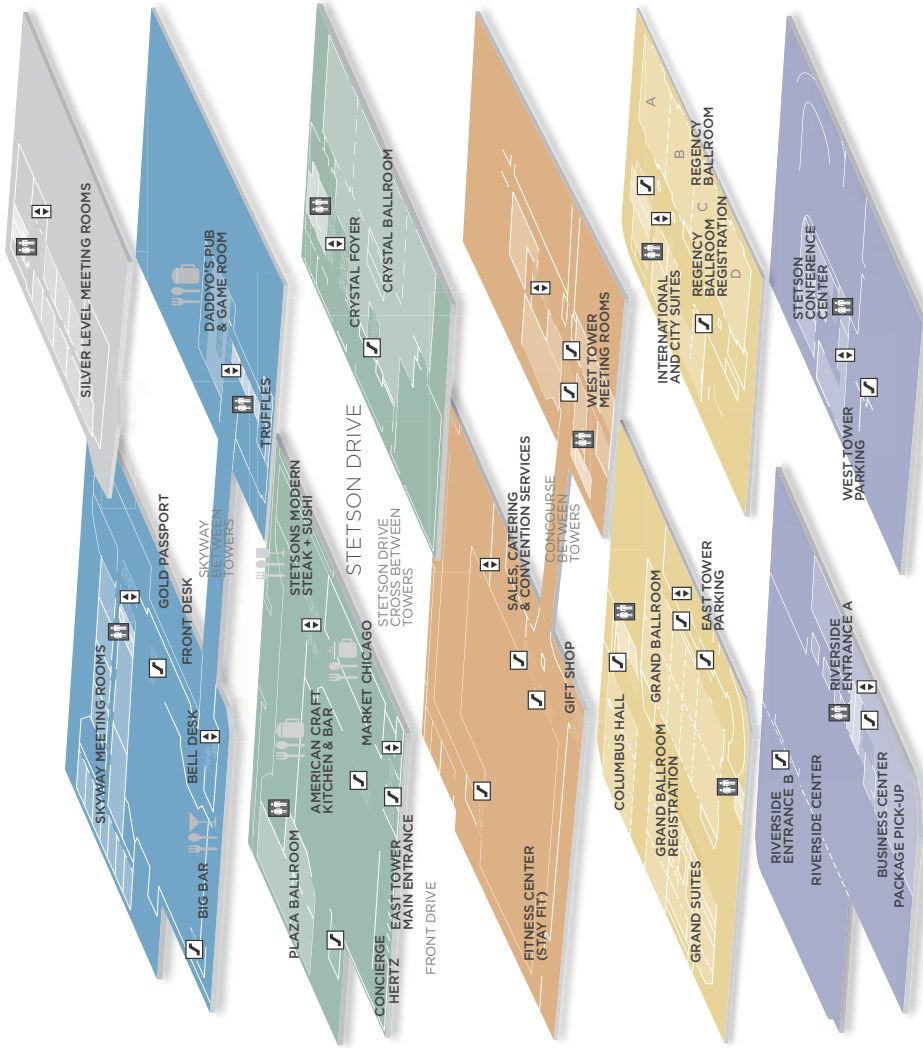 SILVER LEVEL MEETING ROOMS
SKYWAY MEETING ROOMS
GOLD PASSPORT
FRONT DESK
BELL DESK
BIG BAR
SKYWAY
BETWEEN
TOWERS
DADDYO'S PUB
& GAME ROOM
TRUFFLES
PLAZA BALLROOM
AMERICAN CRAFT
KITCHEN & BAR
MARKET CHICAGO
STETSONS MODERN
STEAK + SUSHI
CONCIERGE
HERTZ
EAST TOWER
MAIN ENTRANCE
FRONT DRIVE
STETSON DRIVE
STETSON DRIVE
CROSS BETWEEN
TOWERS
CRYSTAL FOYER
CRYSTAL BALLROOM
FITNESS CENTER
(STAY FIT)
GIFT SHOP
SALES, CATERING
& CONVENTION SERVICES
CONCOURSE
BETWEEN
TOWERS
WEST TOWER
MEETING ROOMS
COLUMBUS HALL
GRAND BALLROOM
GRAND BALLROOM
REGISTRATION
GRAND SUITES
EAST TOWER
PARKING
INTERNATIONAL
AND CITY SUITES
REGENCY
BALLROOM
REGISTRATION
REGENCY
BALLROOM
A
B
C
D
RIVERSIDE
ENTRANCE B
RIVERSIDE CENTER
RIVERSIDE
ENTRANCE A
BUSINESS CENTER
PACKAGE PICK-UP
STETSON
CONFERENCE
CENTER
WEST TOWER
PARKING